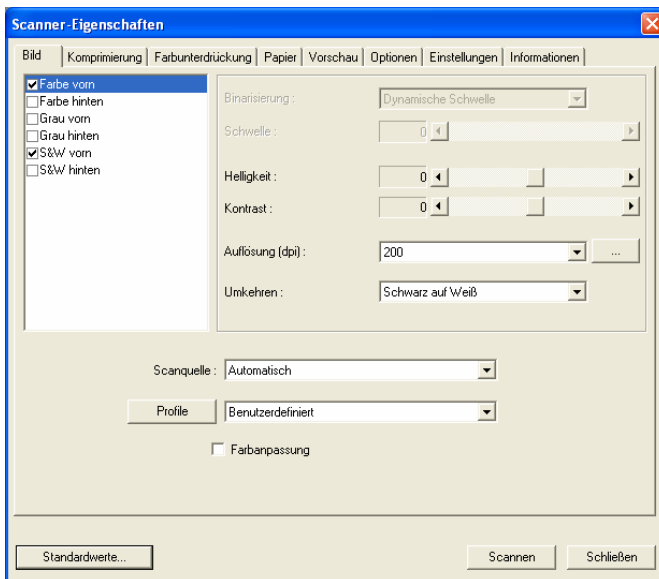 Scanner-Eigenschaften
Bild Komprimierung Farbunterdrückung Papier Vorschau Optionen Einstellungen Informationen
Farbe vorn
Farbe hinten
Grau vorn
Grau hinten
S&W vorn
S&W hinten
Binarisierung : Dynamische Schwelle
Schwelle : 0
Helligkeit : 0
Kontrast : 0
Auflösung (dpi) : 200 ...
Umkehren : Schwarz auf Weiß
Scanquelle : Automatisch
Profile Benutzerdefiniert
Farbanpassung
Standardwerte... Scannen Schließen